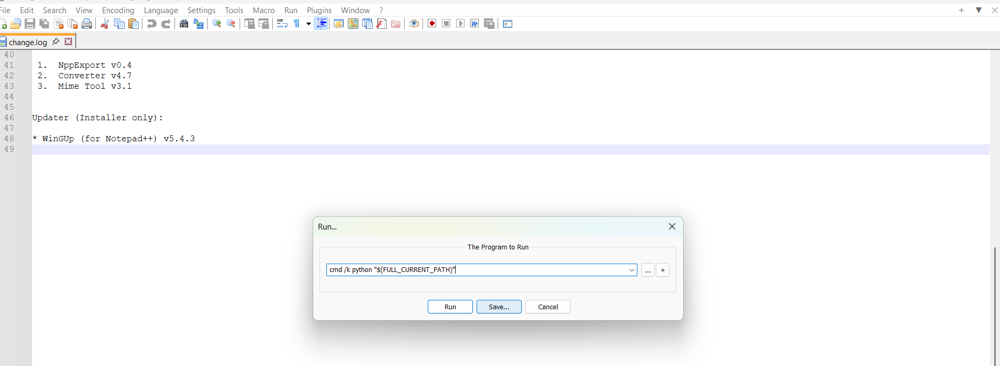 File Edit Search View Encoding Language Settings Tools Macro Run Plugins Window ?
change.log
40
41 1. NppExport v0.4
42 2. Converter v4.7
43 3. Mime Tool v3.1
44
45
46 Updater (Installer only):
47
48 * WinGUp (for Notepad++) v5.4.3
49
Run...
The Program to Run
cmd /k python "$(FULL_CURRENT_PATH)"
... +
Run Save... Cancel